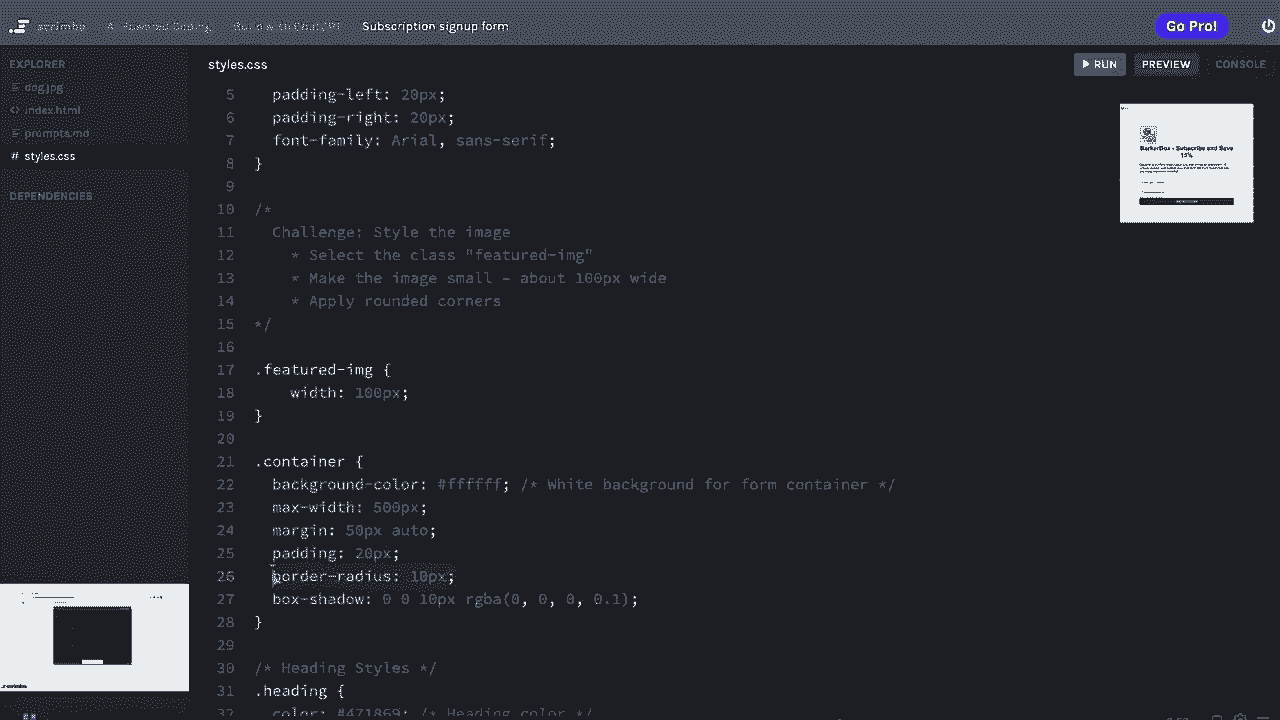 scrimba AI-Powered Coding Build with ChatGPT Subscription signup form Go Pro!
EXPLORER
dog.jpg
index.html
prompts.md
# styles.css
DEPENDENCIES
styles.css
RUN PREVIEW CONSOLE
5 padding-left: 20px;
6 padding-right: 20px;
7 font-family: Arial, sans-serif;
8 }
9
10 /*
11 Challenge: Style the image
12 * Select the class "featured-img"
13 * Make the image small - about 100px wide
14 * Apply rounded corners
15 */
16
17 .featured-img {
18 width: 100px;
19 }
20
21 .container {
22 background-color: #ffffff; /* White background for form container */
23 max-width: 500px;
24 margin: 50px auto;
25 padding: 20px;
26 border-radius: 10px;
27 box-shadow: 0 0 10px rgba(0, 0, 0, 0.1);
28 }
29
30 /* Heading Styles */
31 .heading {
32 color: #471869; /* Heading color */
BarkerBox - Subscribe and Save
15%